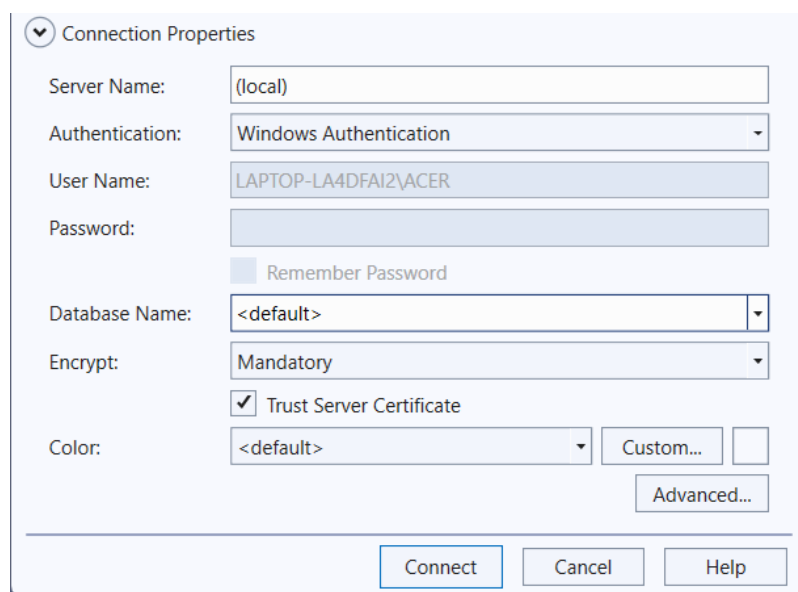 Connection Properties
Server Name: (local)
Authentication: Windows Authentication
User Name: LAPTOP-LA4DFAI2\ACER
Password:
Remember Password
Database Name: <default>
Encrypt: Mandatory
Trust Server Certificate
Color: <default> Custom...
Advanced...
Connect Cancel Help